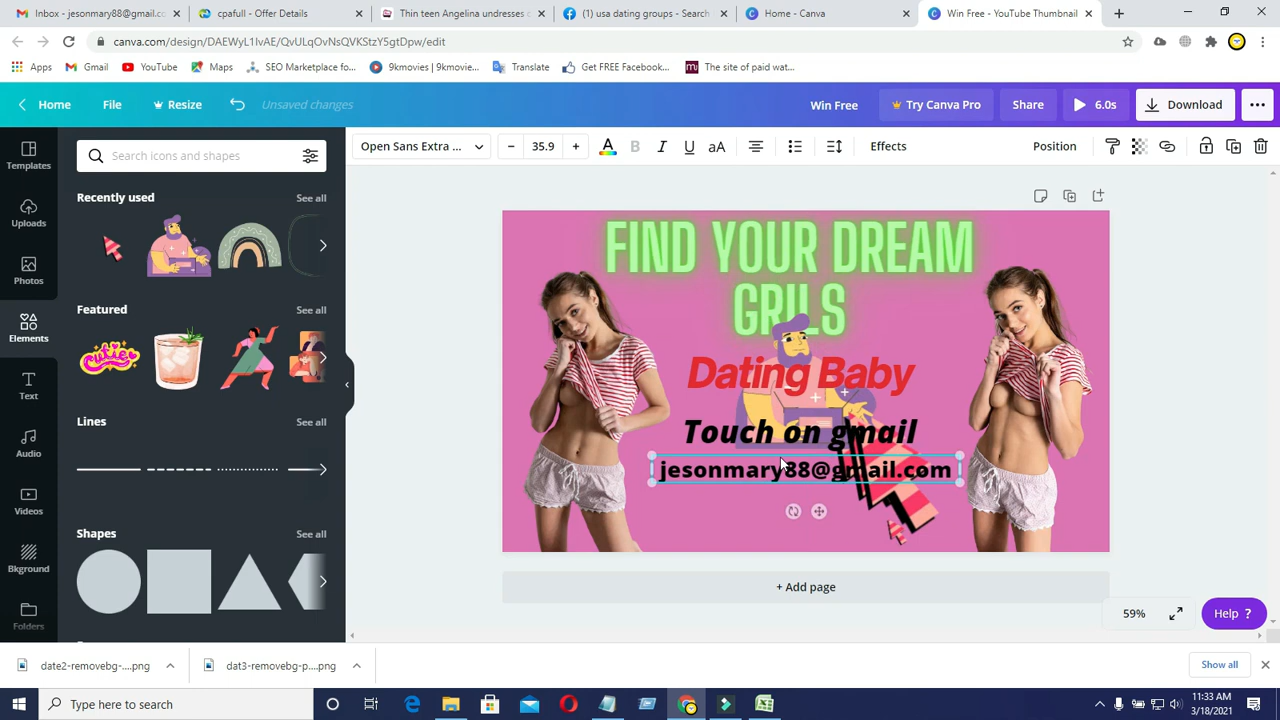 Inbox - jesonmary88@gmail.co
cpafull - Offer Details
Thin teen Angelina undresses c
(1) usa dating groups - Search
Home - Canva
Win Free - YouTube Thumbnail
canva.com/design/DAEWyL1IvAE/QvULqOvNsQVKStzY5gtDpw/edit
Apps
Gmail
YouTube
Maps
SEO Marketplace fo...
9kmovies | 9kmovie...
Translate
Get FREE Facebook...
The site of paid wat...
Home
File
Resize
Unsaved changes
Win Free
Try Canva Pro
Share
6.0s
Download
Open Sans Extra ...
– 35.9 +
A
B
I
U
aA
Effects
Position
Templates
Uploads
Photos
Elements
Text
Audio
Videos
Bkground
Folders
Search icons and shapes
Recently used
See all
Featured
See all
cutie
Lines
See all
Shapes
See all
FIND YOUR DREAM
GRILS
Dating Baby
Touch on gmail
jesonmary88@gmail.com
+ Add page
59%
Help ?
date2-removebg-....png
dat3-removebg-p....png
Show all
Type here to search
11:33 AM
3/18/2021